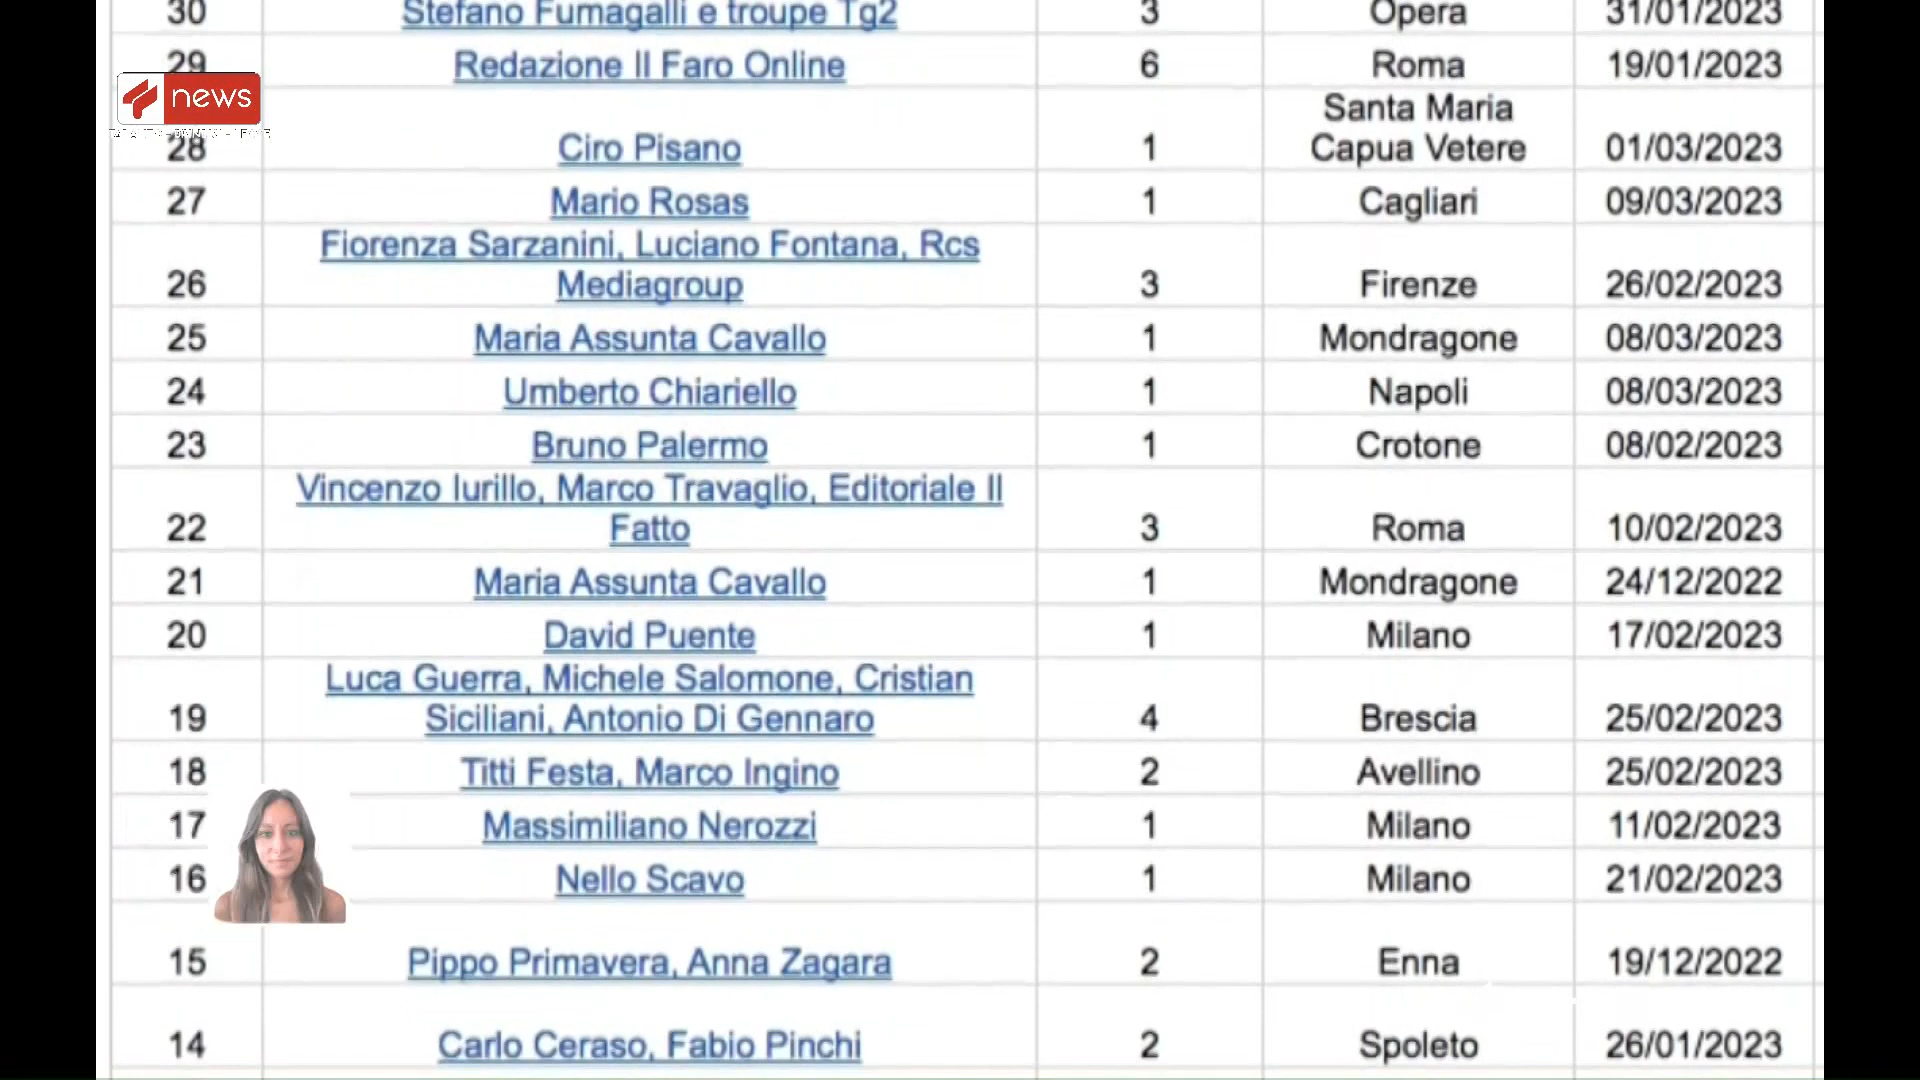 30 Stefano Fumagalli e troupe Tg2 3 Opera 31/01/2023
29 Redazione Il Faro Online 6 Roma 19/01/2023
news
Santa Maria
28 Ciro Pisano 1 Capua Vetere 01/03/2023
27 Mario Rosas 1 Cagliari 09/03/2023
Fiorenza Sarzanini, Luciano Fontana, Rcs
26 Mediagroup 3 Firenze 26/02/2023
25 Maria Assunta Cavallo 1 Mondragone 08/03/2023
24 Umberto Chiariello 1 Napoli 08/03/2023
23 Bruno Palermo 1 Crotone 08/02/2023
Vincenzo Iurillo, Marco Travaglio, Editoriale Il
22 Fatto 3 Roma 10/02/2023
21 Maria Assunta Cavallo 1 Mondragone 24/12/2022
20 David Puente 1 Milano 17/02/2023
Luca Guerra, Michele Salomone, Cristian
19 Siciliani, Antonio Di Gennaro 4 Brescia 25/02/2023
18 Titti Festa, Marco Ingino 2 Avellino 25/02/2023
17 Massimiliano Nerozzi 1 Milano 11/02/2023
16 Nello Scavo 1 Milano 21/02/2023
15 Pippo Primavera, Anna Zagara 2 Enna 19/12/2022
14 Carlo Ceraso, Fabio Pinchi 2 Spoleto 26/01/2023